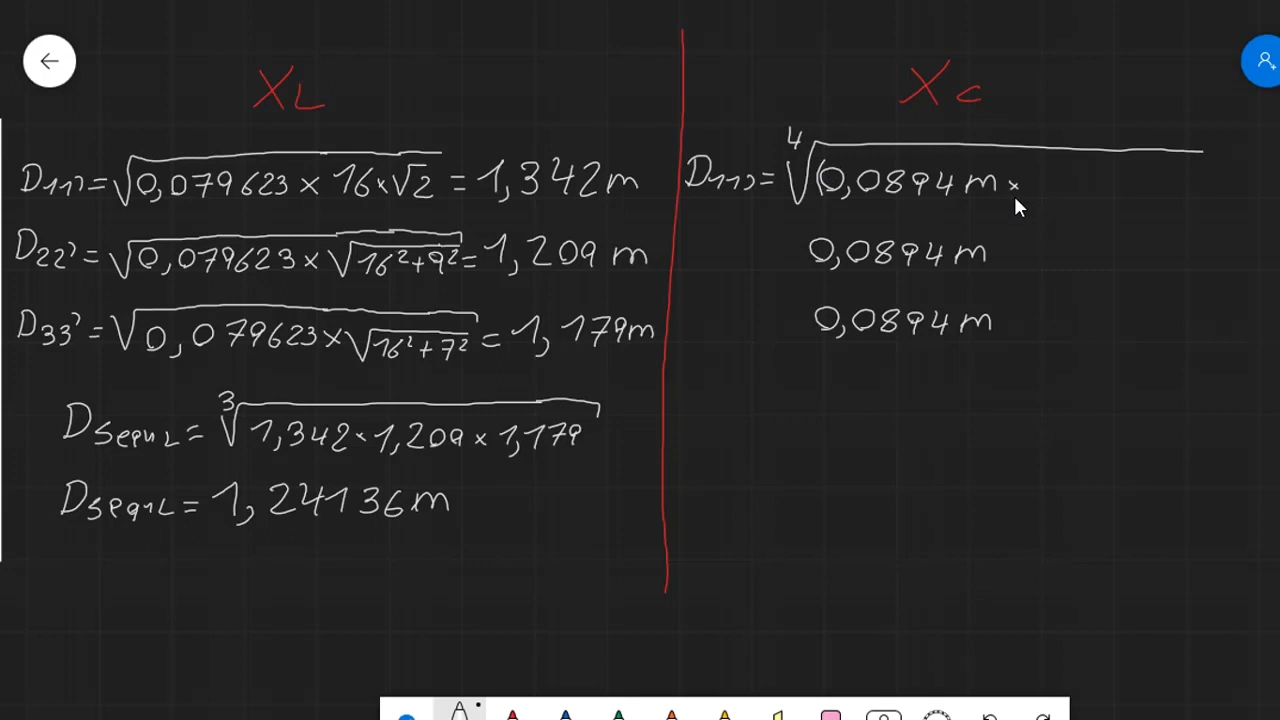 XL
D11' = √0,079623 × 16 × √2 = 1,342 m
D22' = √0,079623 × √16²+9² = 1,209 m
D33' = √0,079623 × √16²+7² = 1,179 m
DsequL = ³√1,342 × 1,209 × 1,179
DsequL = 1,24136 m
Xc
D11' = ⁴√(0,0894 m ×
0,0894 m
0,0894 m